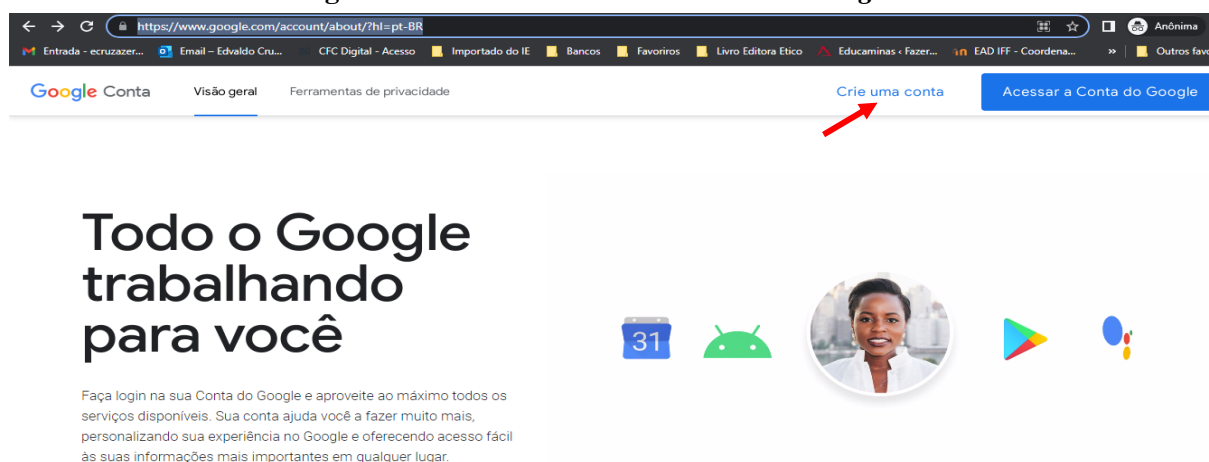 https://www.google.com/account/about/?hl=pt-BR
Anônima
Entrada - ecruzazer... Email – Edvaldo Cru... CFC Digital - Acesso Importado do IE Bancos Favoriros Livro Editora Etico Educaminas ‹ Fazer... EAD IFF - Coordena... » Outros favo
Google Conta Visão geral Ferramentas de privacidade Crie uma conta Acessar a Conta do Google
Todo o Google
trabalhando
para você
31
Faça login na sua Conta do Google e aproveite ao máximo todos os
serviços disponíveis. Sua conta ajuda você a fazer muito mais,
personalizando sua experiência no Google e oferecendo acesso fácil
às suas informações mais importantes em qualquer lugar.